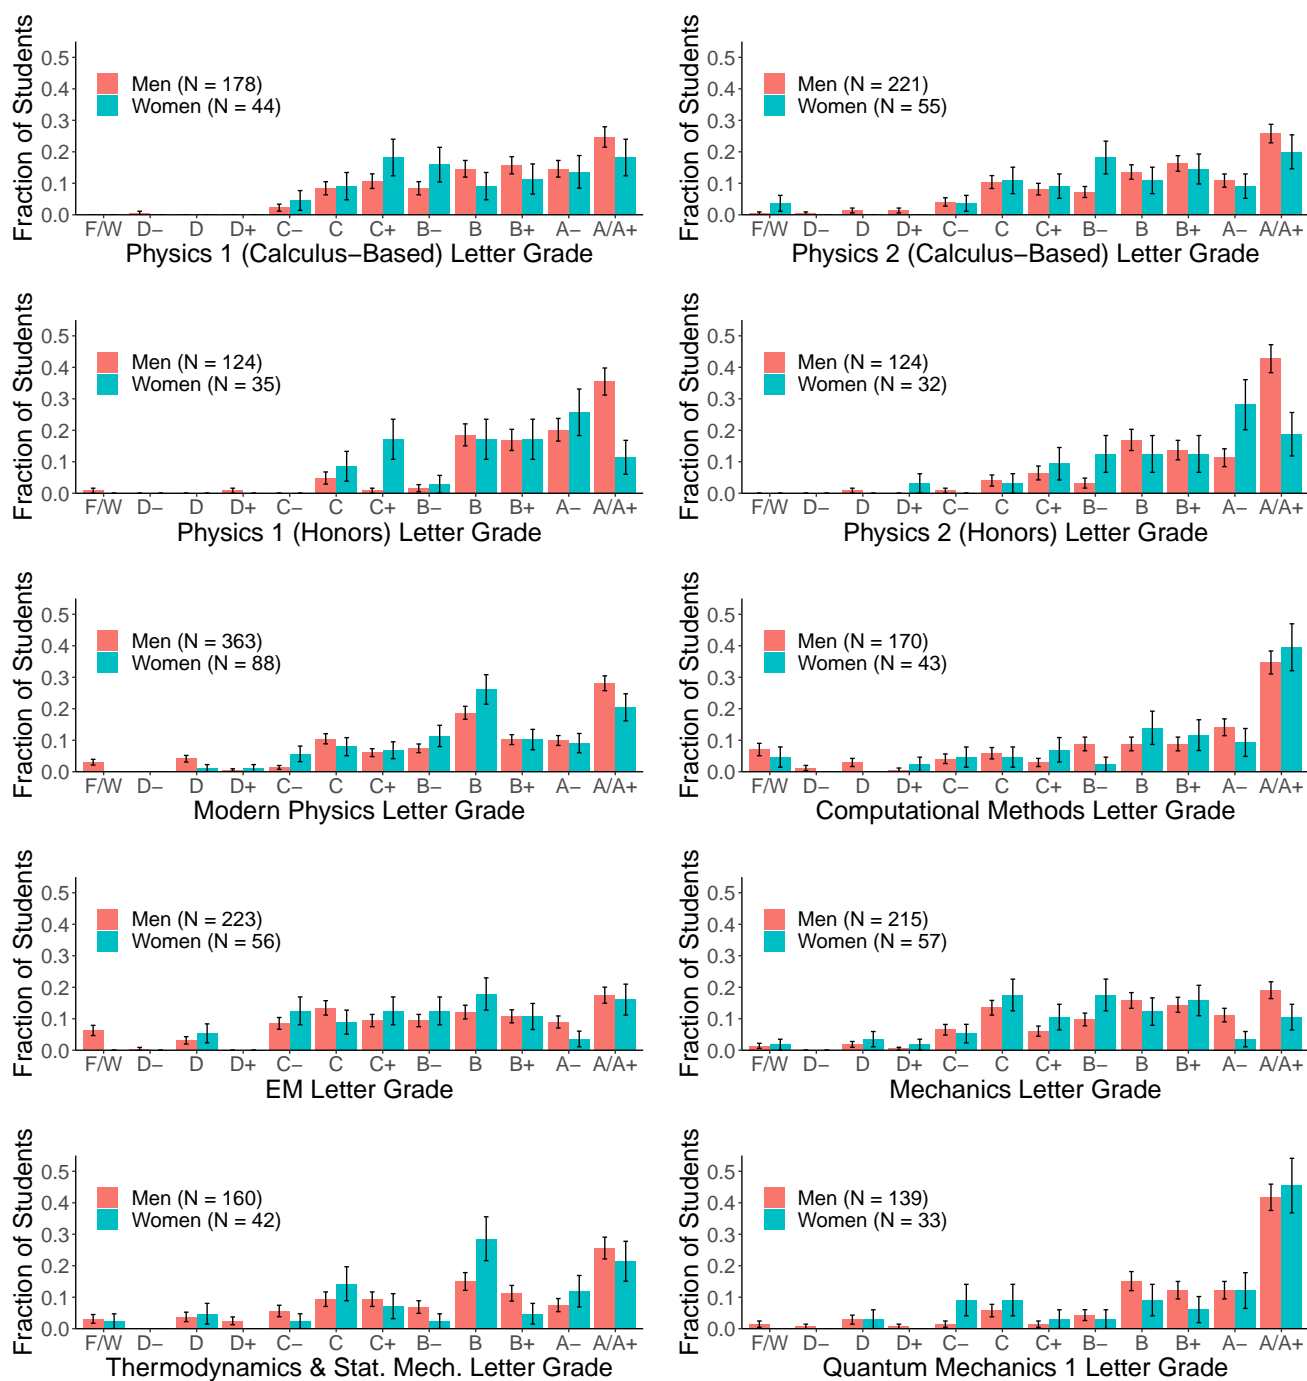 Fraction of Students
0.5
0.4
0.3
0.2
0.1
0.0
Men (N = 178)
Women (N = 44)
F/W D− D D+ C− C C+ B− B B+ A− A/A+
Physics 1 (Calculus−Based) Letter Grade
Fraction of Students
0.5
0.4
0.3
0.2
0.1
0.0
Men (N = 221)
Women (N = 55)
F/W D− D D+ C− C C+ B− B B+ A− A/A+
Physics 2 (Calculus−Based) Letter Grade
Fraction of Students
0.5
0.4
0.3
0.2
0.1
0.0
Men (N = 124)
Women (N = 35)
F/W D− D D+ C− C C+ B− B B+ A− A/A+
Physics 1 (Honors) Letter Grade
Fraction of Students
0.5
0.4
0.3
0.2
0.1
0.0
Men (N = 124)
Women (N = 32)
F/W D− D D+ C− C C+ B− B B+ A− A/A+
Physics 2 (Honors) Letter Grade
Fraction of Students
0.5
0.4
0.3
0.2
0.1
0.0
Men (N = 363)
Women (N = 88)
F/W D− D D+ C− C C+ B− B B+ A− A/A+
Modern Physics Letter Grade
Fraction of Students
0.5
0.4
0.3
0.2
0.1
0.0
Men (N = 170)
Women (N = 43)
F/W D− D D+ C− C C+ B− B B+ A− A/A+
Computational Methods Letter Grade
Fraction of Students
0.5
0.4
0.3
0.2
0.1
0.0
Men (N = 223)
Women (N = 56)
F/W D− D D+ C− C C+ B− B B+ A− A/A+
EM Letter Grade
Fraction of Students
0.5
0.4
0.3
0.2
0.1
0.0
Men (N = 215)
Women (N = 57)
F/W D− D D+ C− C C+ B− B B+ A− A/A+
Mechanics Letter Grade
Fraction of Students
0.5
0.4
0.3
0.2
0.1
0.0
Men (N = 160)
Women (N = 42)
F/W D− D D+ C− C C+ B− B B+ A− A/A+
Thermodynamics & Stat. Mech. Letter Grade
Fraction of Students
0.5
0.4
0.3
0.2
0.1
0.0
Men (N = 139)
Women (N = 33)
F/W D− D D+ C− C C+ B− B B+ A− A/A+
Quantum Mechanics 1 Letter Grade